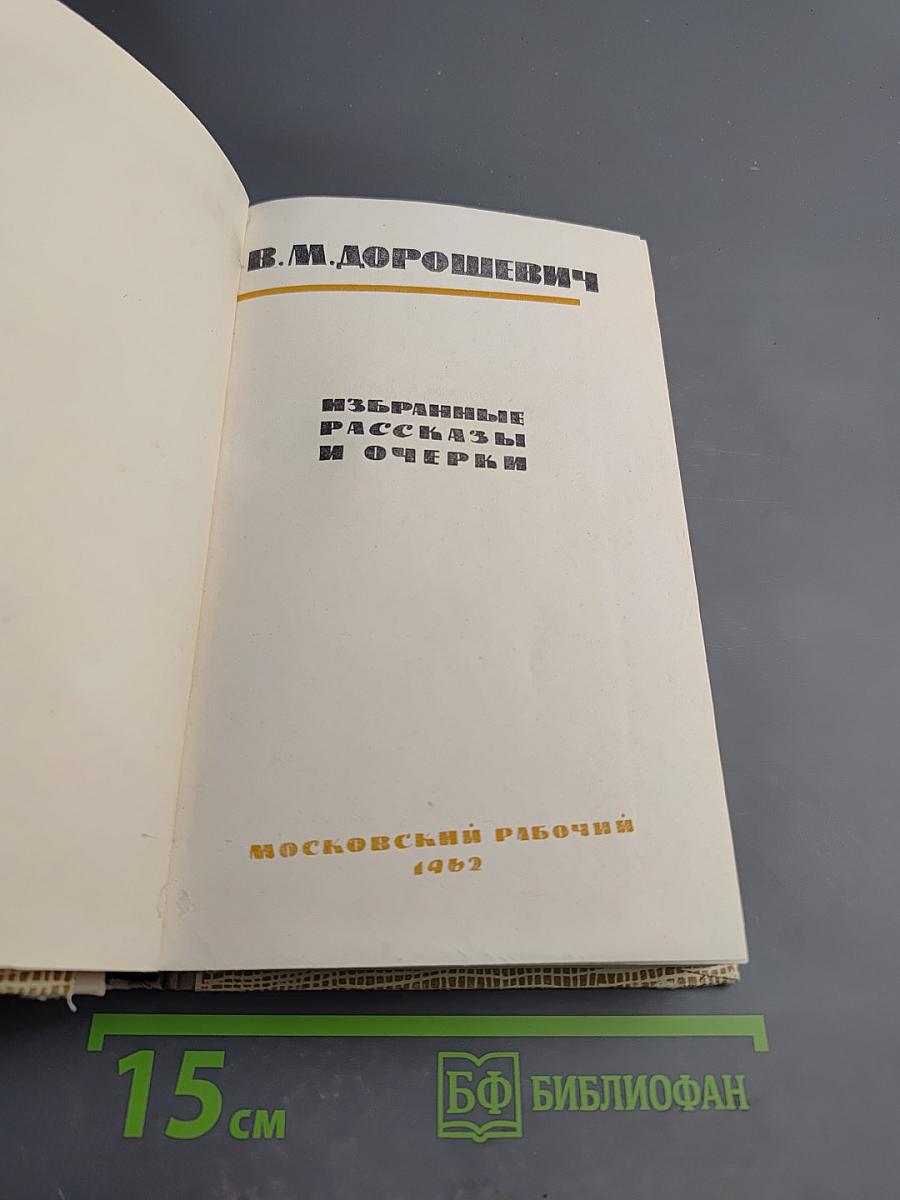 В. М. ДОРОШЕВИЧ
ИЗБРАННЫЕ
РАССКАЗЫ
И ОЧЕРКИ
МОСКОВСКИЙ РАБОЧИЙ
1962
15 см
БФ БИБЛИОФАН